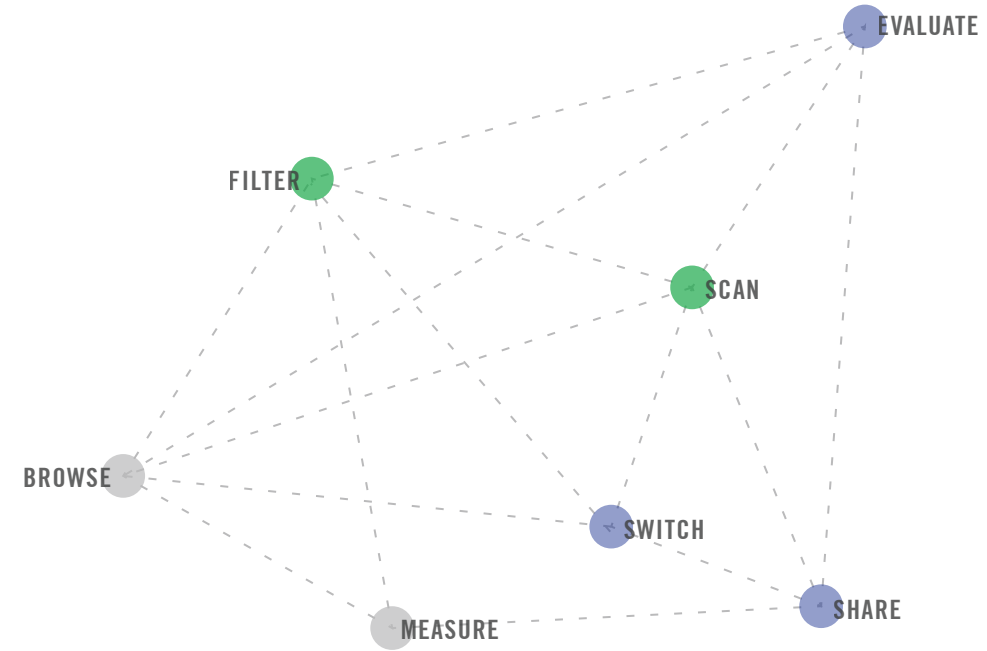 EVALUATE
FILTER
SCAN
BROWSE
SWITCH
SHARE
MEASURE